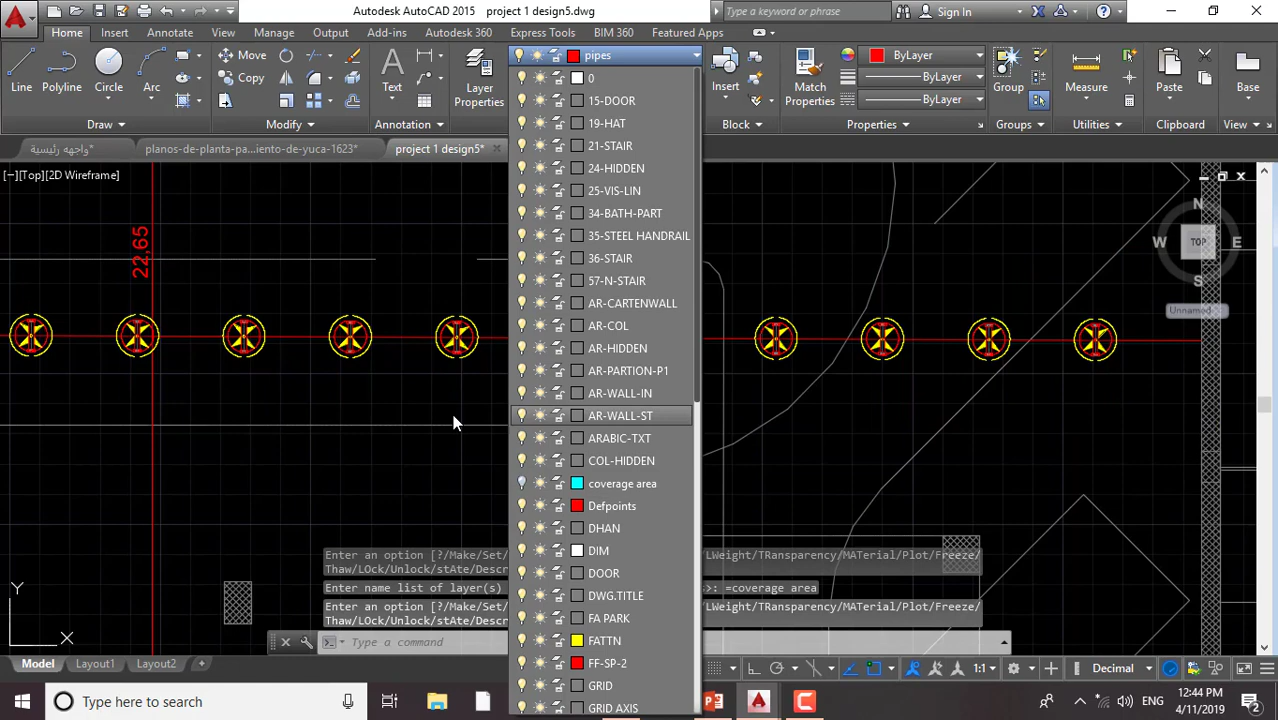 Autodesk AutoCAD 2015 project 1 design5.dwg
Type a keyword or phrase
Sign In
Home Insert Annotate View Manage Output Add-ins Autodesk 360 Express Tools BIM 360 Featured Apps
Line Polyline Circle Arc
Move
Copy
Text
Layer Properties
Insert
Match Properties
ByLayer
ByLayer
ByLayer
Group
Measure
Paste
Base
Draw Modify Annotation Block Properties Groups Utilities Clipboard View
واجهه رئيسية*
planos-de-planta-pa...iento-de-yuca-1623*
project 1 design5*
[−][Top][2D Wireframe]
pipes
0
15-DOOR
19-HAT
21-STAIR
24-HIDDEN
25-VIS-LIN
34-BATH-PART
35-STEEL HANDRAIL
36-STAIR
57-N-STAIR
AR-CARTENWALL
AR-COL
AR-HIDDEN
AR-PARTION-P1
AR-WALL-IN
AR-WALL-ST
ARABIC-TXT
COL-HIDDEN
coverage area
Defpoints
DHAN
DIM
DOOR
DWG.TITLE
FA PARK
FATTN
FF-SP-2
GRID
GRID AXIS
22,65
N
W TOP E
S
Unnamed
Enter an option [?/Make/Set/ LWeight/TRansparency/MATerial/Plot/Freeze/
Thaw/LOck/Unlock/stAte/Descr
Enter name list of layer(s) >: =coverage area
Enter an option [?/Make/Set/ LWeight/TRansparency/MATerial/Plot/Freeze/
Thaw/LOck/Unlock/stAte/Descr
Type a command
Y
X
Model Layout1 Layout2 +
1:1
Decimal
Type here to search
ENG
12:44 PM
4/11/2019
2